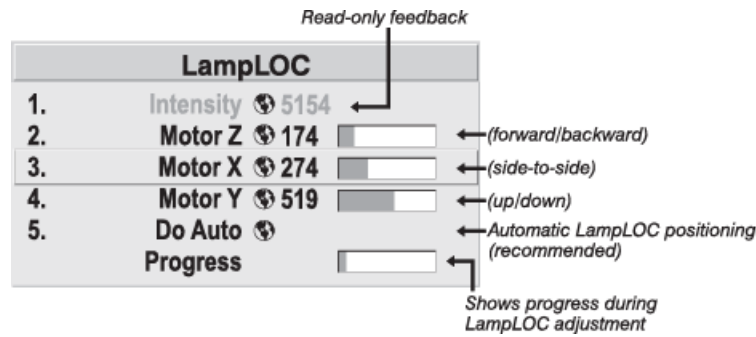 Read-only feedback
LampLOC
1. Intensity 5154
2. Motor Z 174 (forward/backward)
3. Motor X 274 (side-to-side)
4. Motor Y 519 (up/down)
5. Do Auto Automatic LampLOC positioning
(recommended)
Progress
Shows progress during
LampLOC adjustment